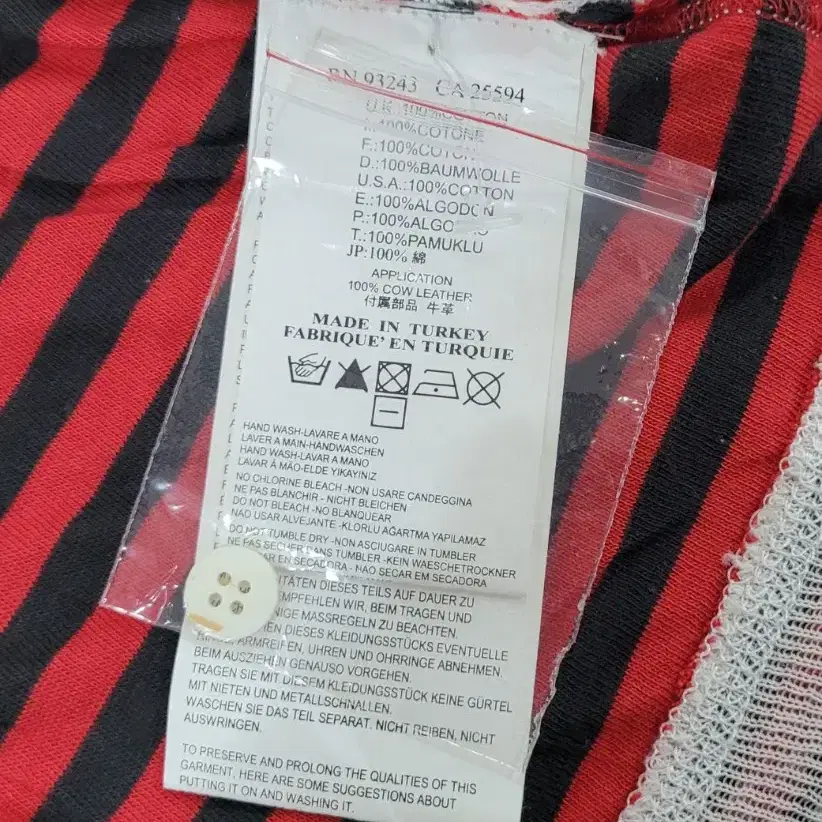 RN 93243 CA 25594
U.K.:100%COTTON
I.:100%COTONE
F.:100%COTON
D.:100%BAUMWOLLE
U.S.A.:100%COTTON
E.:100%ALGODON
P.:100%ALGO
T.:100%PAMUKLU
JP:100% 綿
APPLICATION
100% COW LEATHER
付属部品 牛革
MADE IN TURKEY
FABRIQUE' EN TURQUIE
HAND WASH-LAVARE A MANO
LAVER A MAIN-HANDWASCHEN
HAND WASH-LAVAR A MANO
LAVAR À MÃO-ELDE YIKAYINIZ
NO CHLORINE BLEACH -NON USARE CANDEGGINA
NE PAS BLANCHIR - NICHT BLEICHEN
DO NOT BLEACH -NO BLANQUEAR
NAO USAR ALVEJANTE -KLORLU AĞARTMA YAPILAMAZ
DO NOT TUMBLE DRY -NON ASCIUGARE IN TUMBLER
NE PAS SECHER DANS TUMBLER -KEIN WAESCHETROCKNER
SECAR EN SECADORA -NAO SECAR EM SECADORA
DIESES TEILS AUF DAUER ZU
EMPFEHLEN WIR, BEIM TRAGEN UND
EINIGE MASSREGELN ZU BEACHTEN.
DIESES KLEIDUNGSSTÜCKS EVENTUELLE
RINGE, ARMREIFEN, UHREN UND OHRRINGE ABNEHMEN.
BEIM AUSZIEHEN GENAUSO VORGEHEN.
TRAGEN SIE MIT DIESEM KLEIDUNGSSTÜCK KEINE GÜRTEL
MIT NIETEN UND METALLSCHNALLEN.
WASCHEN SIE DAS TEIL SEPARAT. NICHT REIBEN, NICHT
AUSWRINGEN.
TO PRESERVE AND PROLONG THE QUALITIES OF THIS
GARMENT, HERE ARE SOME SUGGESTIONS ABOUT
PUTTING IT ON AND WASHING IT.